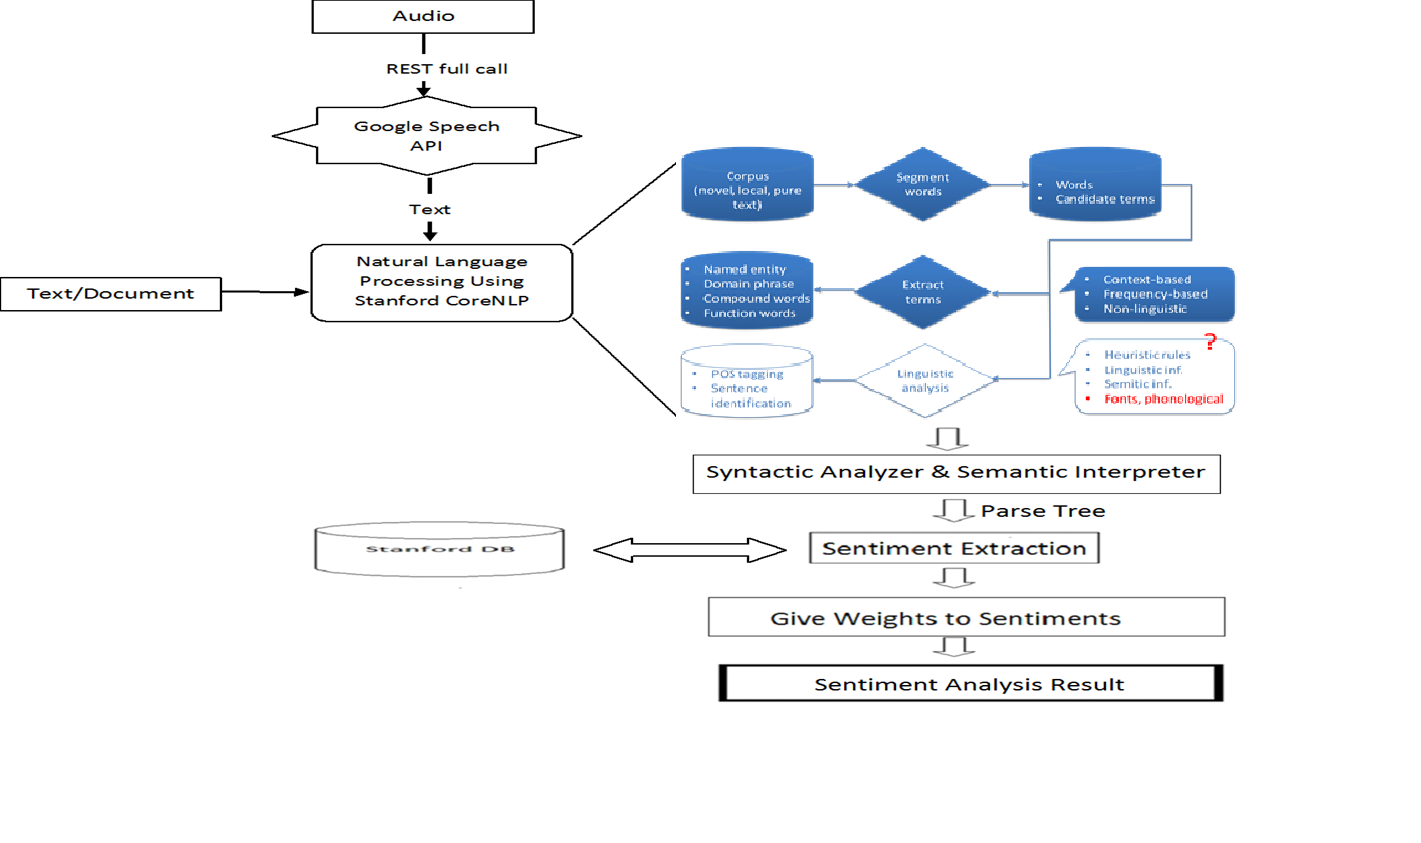 Audio
REST full call
Google Speech
API
Text
Natural Language
Processing Using
Stanford CoreNLP
Text/Document
Corpus
(novel, local, pure
text)
Segment
words
• Words
• Candidate terms
• Named entity
• Domain phrase
• Compound words
• Function words
Extract
terms
• Context-based
• Frequency-based
• Non-linguistic
?
• POS tagging
• Sentence
identification
Linguistic
analysis
• Heuristic rules
• Linguistic inf.
• Semitic inf.
• Fonts, phonological
Syntactic Analyzer & Semantic Interpreter
Parse Tree
Stanford DB
Sentiment Extraction
Give Weights to Sentiments
Sentiment Analysis Result